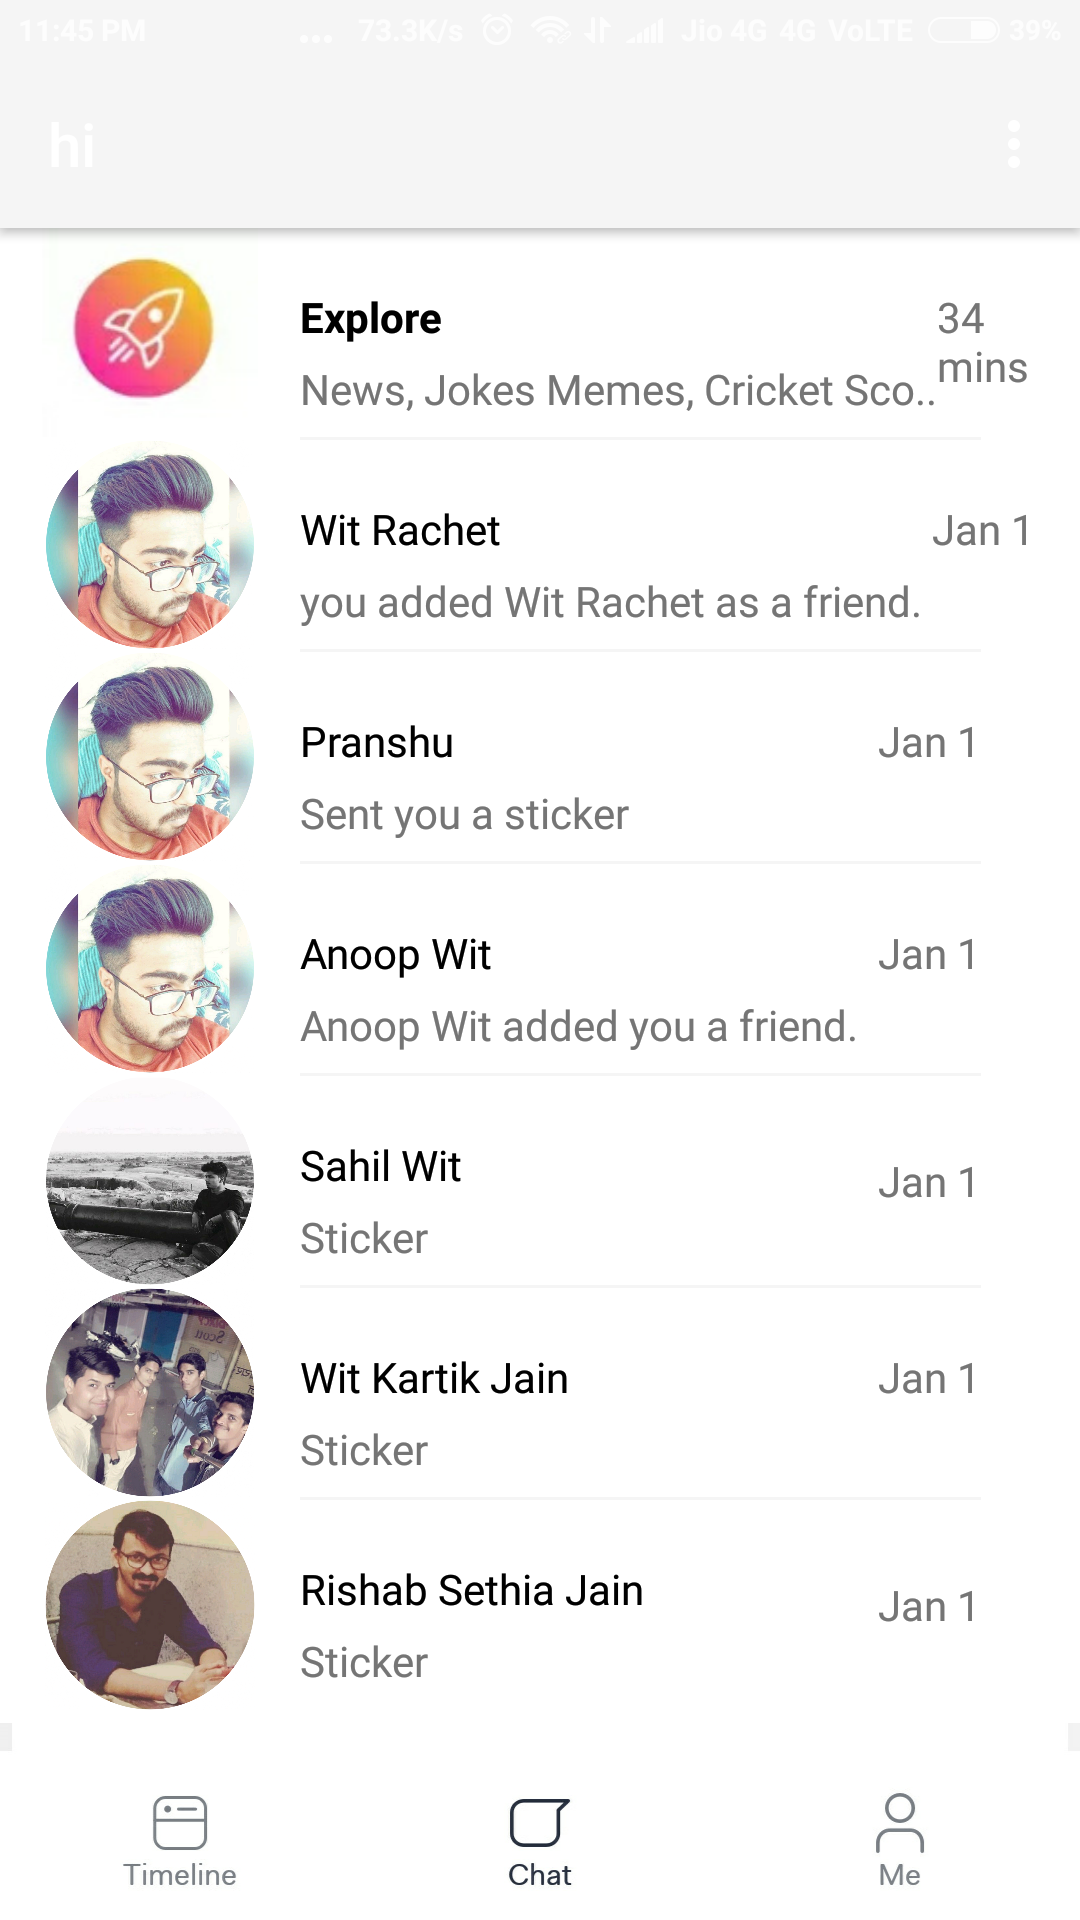 11:45 PM ... 73.3K/s Jio 4G 4G VoLTE 39%
hi
Explore 34 mins
News, Jokes Memes, Cricket Sco..
Wit Rachet Jan 1
you added Wit Rachet as a friend.
Pranshu Jan 1
Sent you a sticker
Anoop Wit Jan 1
Anoop Wit added you a friend.
Sahil Wit Jan 1
Sticker
Wit Kartik Jain Jan 1
Sticker
Rishab Sethia Jain Jan 1
Sticker
Timeline Chat Me